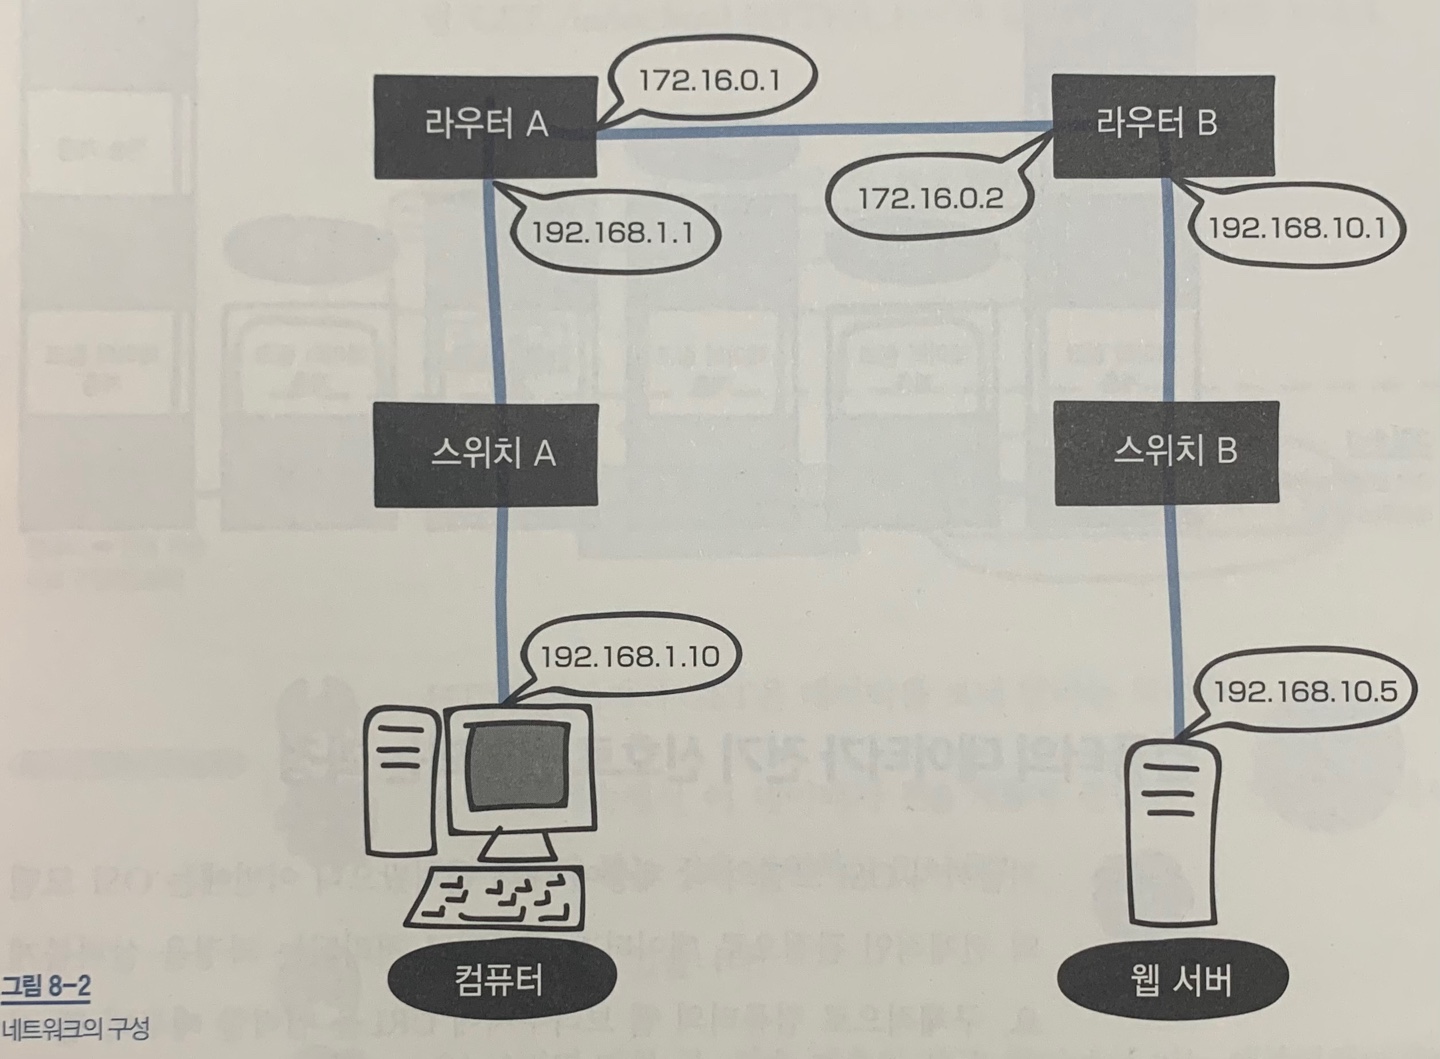 172.16.0.1
라우터 A
라우터 B
172.16.0.2
192.168.1.1
192.168.10.1
스위치 A
스위치 B
192.168.1.10
192.168.10.5
컴퓨터
웹 서버
그림 8-2
네트워크의 구성